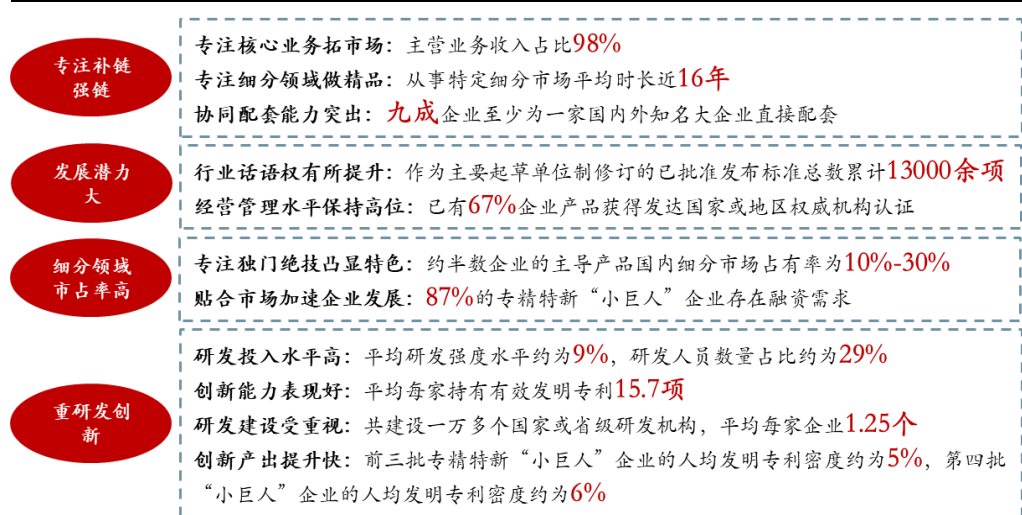 专注补链
强链
专注核心业务拓市场：主营业务收入占比98%
专注细分领域做精品：从事特定细分市场平均时长近16年
协同配套能力突出：九成企业至少为一家国内外知名大企业直接配套
发展潜力
大
行业话语权有所提升：作为主要起草单位制修订的已批准发布标准总数累计13000余项
经营管理水平保持高位：已有67%企业产品获得发达国家或地区权威机构认证
细分领域
市占率高
专注独门绝技凸显特色：约半数企业的主导产品国内细分市场占有率为10%-30%
贴合市场加速企业发展：87%的专精特新“小巨人”企业存在融资需求
重研发创
新
研发投入水平高：平均研发强度水平约为9%，研发人员数量占比约为29%
创新能力表现好：平均每家持有有效发明专利15.7项
研发建设受重视：共建设一万多个国家或省级研发机构，平均每家企业1.25个
创新产出提升快：前三批专精特新“小巨人”企业的人均发明专利密度约为5%，第四批
“小巨人”企业的人均发明专利密度约为6%